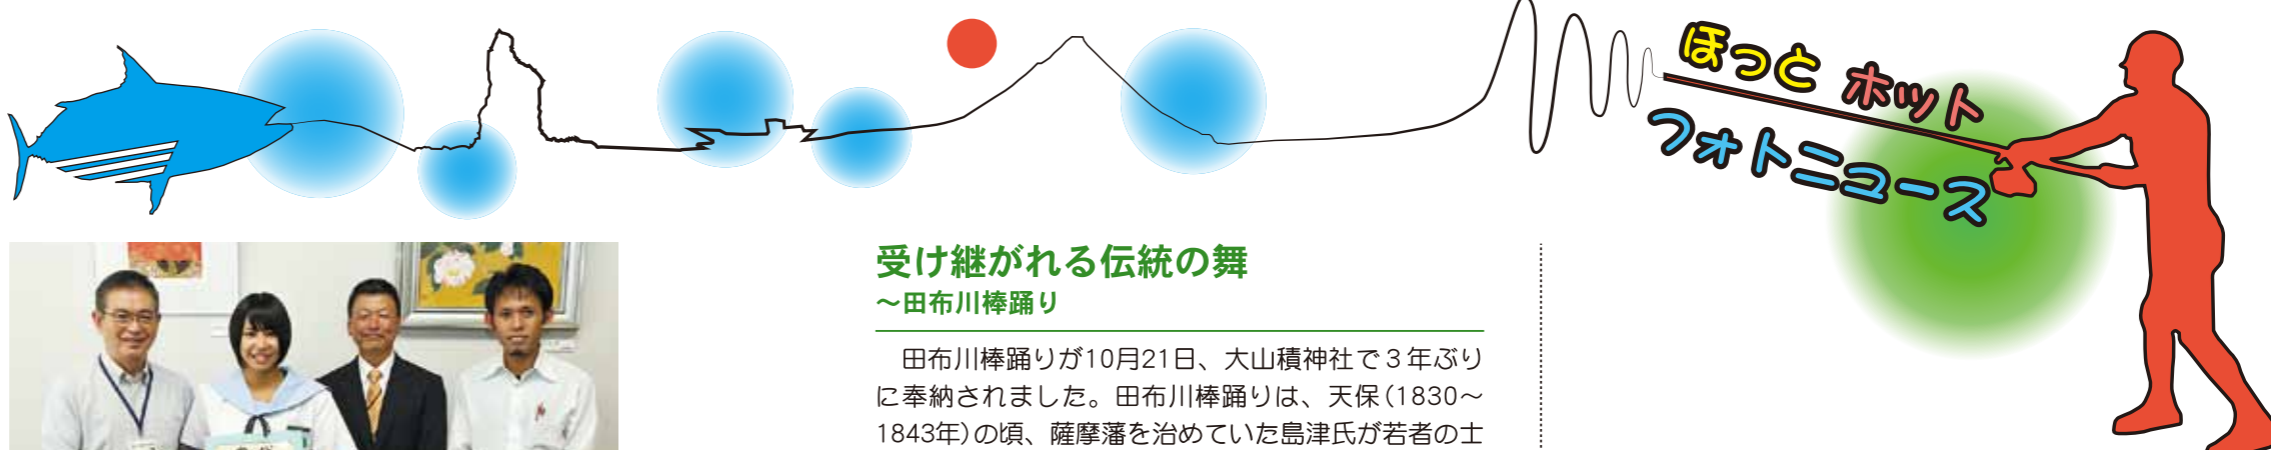 ほっと ホット
フォトニュース
受け継がれる伝統の舞
～田布川棒踊り
　田布川棒踊りが10月21日、大山積神社で３年ぶり
に奉納されました。田布川棒踊りは、天保(1830～
1843年)の頃、薩摩藩を治めていた島津氏が若者の士